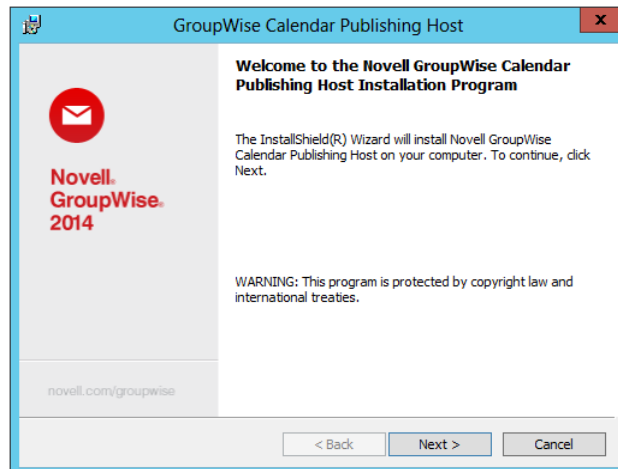 GroupWise Calendar Publishing Host
x
Welcome to the Novell GroupWise Calendar
Publishing Host Installation Program
The InstallShield(R) Wizard will install Novell GroupWise
Calendar Publishing Host on your computer. To continue, click
Next.
Novell®
GroupWise®
2014
WARNING: This program is protected by copyright law and
international treaties.
novell.com/groupwise
< Back
Next >
Cancel